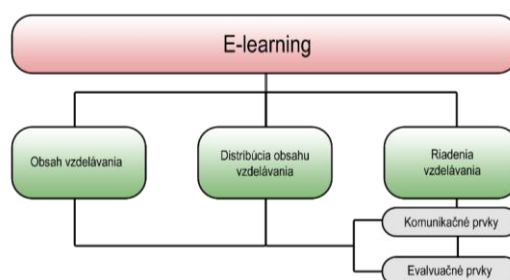 E-learning
Obsah vzdelávania
Distribúcia obsahu
vzdelávania
Riadenia
vzdelávania
Komunikačné prvky
Evalvuačné prvky